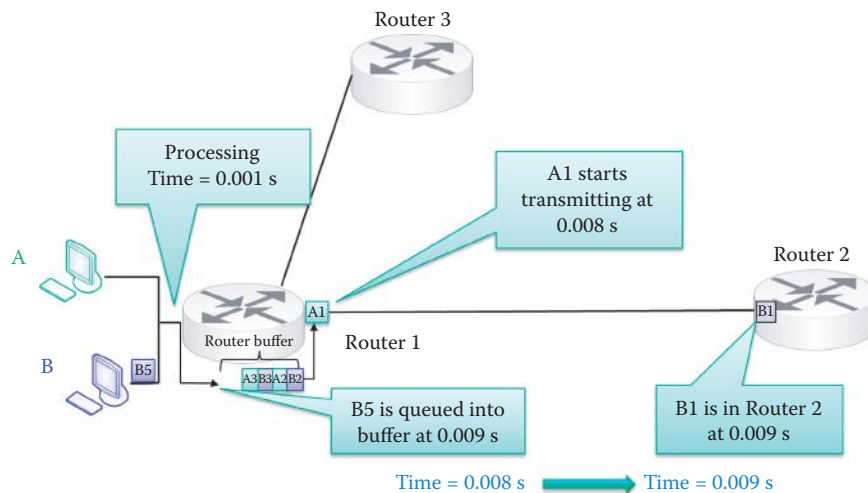 Router 3
Processing
Time = 0.001 s
A1 starts
transmitting at
0.008 s
A
Router 2
A1
B1
Router buffer
Router 1
B
B5
A3 B3 A2 B2
B5 is queued into
buffer at 0.009 s
B1 is in Router 2
at 0.009 s
Time = 0.008 s
Time = 0.009 s